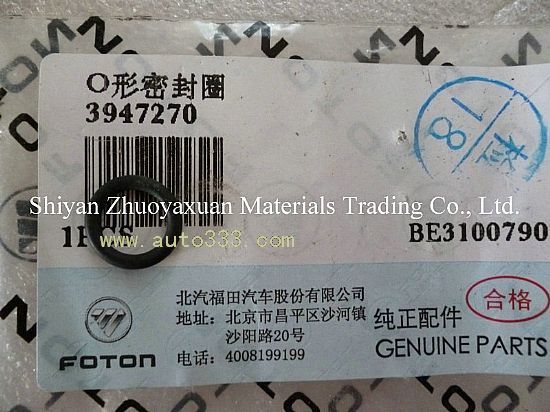 O形密封圈
3947270
检
18
Shiyan Zhuoyaxuan Materials Trading Co., Ltd.
BE3100790
www.auto333.com
北汽福田汽车股份有限公司
地址：北京市昌平区沙河镇
沙阳路20号
电话：4008199199
FOTON
合格
纯正配件
GENUINE PARTS